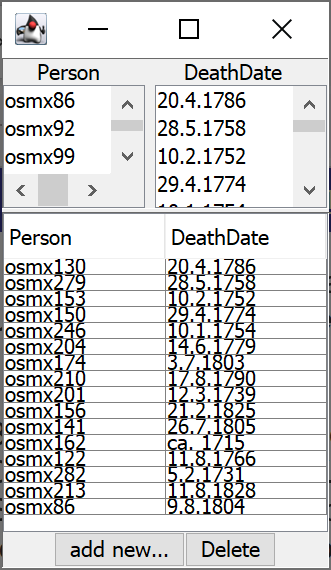 Person DeathDate
osmx86 20.4.1786
osmx92 28.5.1758
osmx99 10.2.1752
29.4.1774
10.1.1754
Person DeathDate
osmx130 20.4.1786
osmx279 28.5.1758
osmx153 10.2.1752
osmx150 29.4.1774
osmx246 10.1.1754
osmx204 14.6.1779
osmx174 3.7.1803
osmx210 17.8.1790
osmx201 12.3.1739
osmx156 21.2.1825
osmx141 26.7.1805
osmx162 ca. 1715
osmx122 11.8.1766
osmx282 5.2.1731
osmx213 11.8.1828
osmx86 9.8.1804
add new... Delete